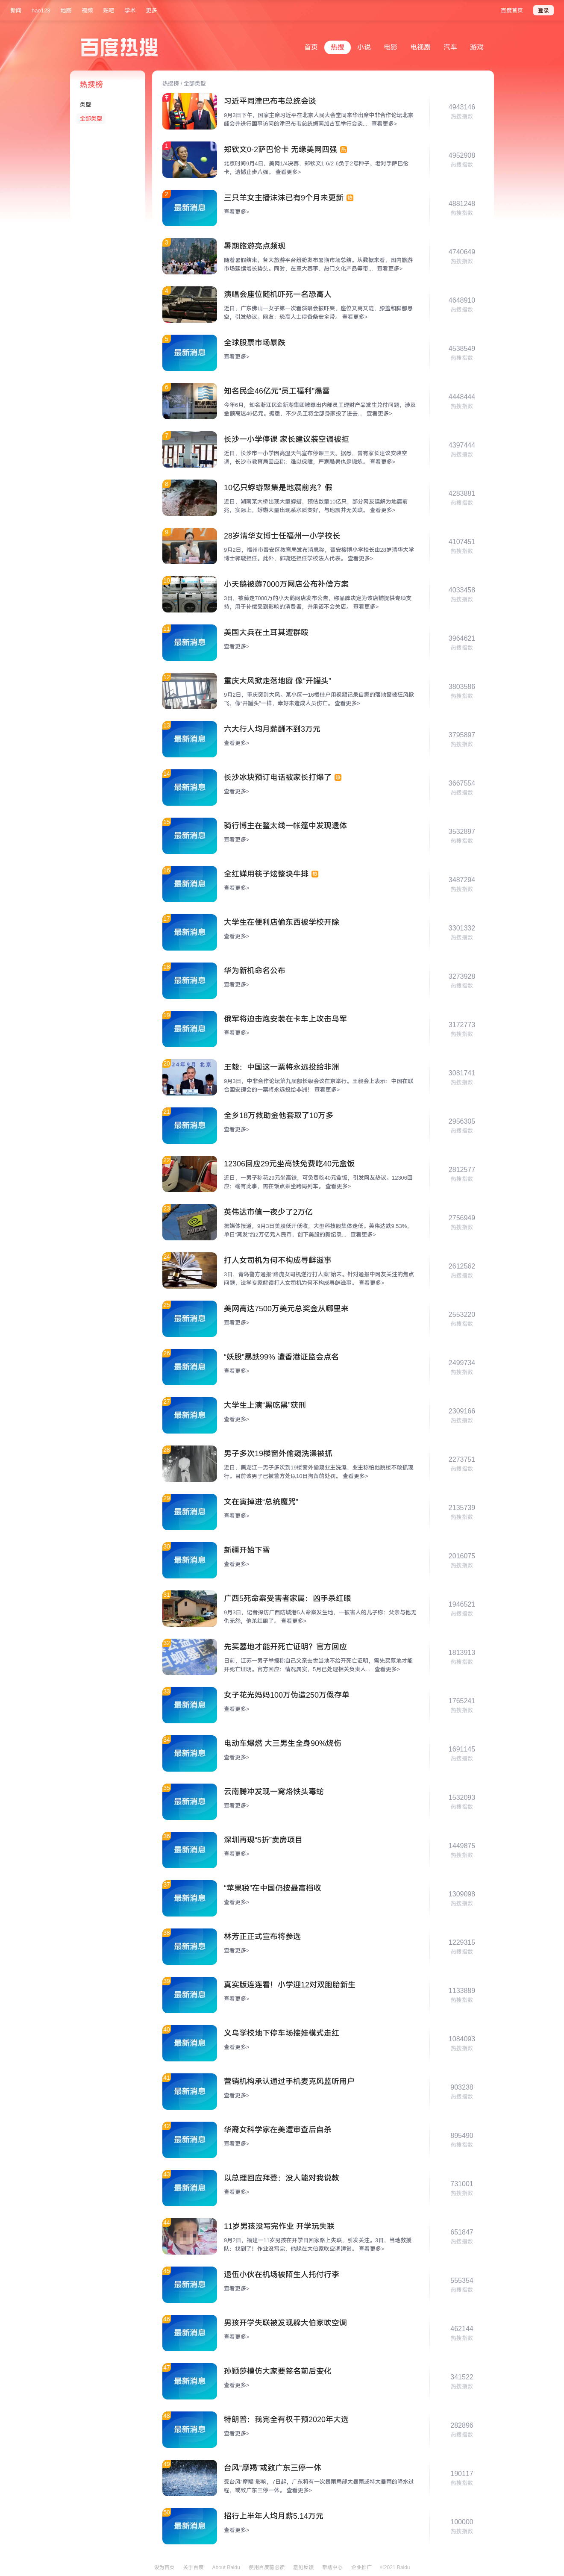 新闻 hao123 地图 视频 贴吧 学术 更多 百度首页 登录
百度热搜
首页 热搜 小说 电影 电视剧 汽车 游戏
热搜榜
类型
全部类型
热搜榜 / 全部类型
习近平同津巴布韦总统会谈
4943146
热搜指数
9月3日下午，国家主席习近平在北京人民大会堂同来华出席中非合作论坛北京
峰会并进行国事访问的津巴布韦总统姆南加古瓦举行会谈... 查看更多>
1
郑钦文0-2萨巴伦卡 无缘美网四强 热
4952908
热搜指数
北京时间9月4日，美网1/4决赛，郑钦文1-6/2-6负于2号种子、老对手萨巴伦
卡，遗憾止步八强。 查看更多>
2
最新消息
三只羊女主播沫沫已有9个月未更新 热
4881248
热搜指数
查看更多>
3
暑期旅游亮点频现
4740649
热搜指数
随着暑假结束，各大旅游平台纷纷发布暑期市场总结。从数据来看，国内旅游
市场延续增长势头。同时，在重大赛事、热门文化产品等带... 查看更多>
4
演唱会座位随机吓死一名恐高人
4648910
热搜指数
近日，广东佛山一女子第一次看演唱会被吓哭，座位又高又陡，膝盖和脚都悬
空，引发热议。网友：恐高人士得看条安全带。 查看更多>
5
最新消息
全球股票市场暴跌
4538549
热搜指数
查看更多>
6
知名民企46亿元“员工福利”爆雷
4448444
热搜指数
今年6月，知名浙江民企新湖集团被曝出内部员工理财产品发生兑付问题，涉及
金额高达46亿元。据悉，不少员工将全部身家投了进去... 查看更多>
7
长沙一小学停课 家长建议装空调被拒
4397444
热搜指数
近日，长沙市一小学因高温天气宣布停课三天。据悉，曾有家长建议安装空
调，长沙市教育局回应称：难以保障，严寒酷暑也是锻炼。 查看更多>
8
10亿只蜉蝣聚集是地震前兆？假
4283881
热搜指数
近日，湖南某大桥出现大量蜉蝣，预估数量10亿只，部分网友误解为地震前
兆，实际上，蜉蝣大量出现系水质变好，与地震并无关联。 查看更多>
9
28岁清华女博士任福州一小学校长
4107451
热搜指数
9月2日，福州市晋安区教育局发布消息称，晋安榕博小学校长由28岁清华大学
博士郭璇担任。此外，郭璇还担任学校法人代表。 查看更多>
10
小天鹅被薅7000万网店公布补偿方案
4033458
热搜指数
3日，被薅走7000万的小天鹅网店发布公告，称品牌决定为该店铺提供专项支
持，用于补偿受到影响的消费者，并承诺不会关店。 查看更多>
11
最新消息
美国大兵在土耳其遭群殴
3964621
热搜指数
查看更多>
12
重庆大风掀走落地窗 像“开罐头”
3803586
热搜指数
9月2日，重庆突刮大风。某小区一16楼住户用视频记录自家的落地窗被狂风掀
飞，像“开罐头”一样，幸好未造成人员伤亡。 查看更多>
13
最新消息
六大行人均月薪酬不到3万元
3795897
热搜指数
查看更多>
14
最新消息
长沙冰块预订电话被家长打爆了 热
3667554
热搜指数
查看更多>
15
最新消息
骑行博主在鳌太线一帐篷中发现遗体
3532897
热搜指数
查看更多>
16
最新消息
全红婵用筷子炫整块牛排 热
3487294
热搜指数
查看更多>
17
最新消息
大学生在便利店偷东西被学校开除
3301332
热搜指数
查看更多>
18
最新消息
华为新机命名公布
3273928
热搜指数
查看更多>
19
最新消息
俄军将迫击炮安装在卡车上攻击乌军
3172773
热搜指数
查看更多>
20
王毅：中国这一票将永远投给非洲
3081741
热搜指数
9月3日，中非合作论坛第九届部长级会议在京举行。王毅会上表示：中国在联
合国安理会的一票将永远投给非洲！ 查看更多>
21
最新消息
全乡18万救助金他套取了10万多
2956305
热搜指数
查看更多>
22
12306回应29元坐高铁免费吃40元盒饭
2812577
热搜指数
近日，一男子称花29元坐高铁，可免费吃40元盒饭，引发网友热议。12306回
应：确有此事，需在饭点乘坐跨局列车。 查看更多>
23
英伟达市值一夜少了2万亿
2756949
热搜指数
据媒体报道，9月3日美股低开低收，大型科技股集体走低。英伟达跌9.53%，
单日“蒸发”约2万亿元人民币，创下美股的新纪录... 查看更多>
24
打人女司机为何不构成寻衅滋事
2612562
热搜指数
3日，青岛警方通报“路虎女司机逆行打人案”始末。针对通报中网友关注的焦点
问题，法学专家解读打人女司机为何不构成寻衅滋事。 查看更多>
25
最新消息
美网高达7500万美元总奖金从哪里来
2553220
热搜指数
查看更多>
26
最新消息
“妖股”暴跌99% 遭香港证监会点名
2499734
热搜指数
查看更多>
27
最新消息
大学生上演“黑吃黑”获刑
2309166
热搜指数
查看更多>
28
男子多次19楼窗外偷窥洗澡被抓
2273751
热搜指数
近日，黑龙江一男子多次到19楼窗外偷窥业主洗澡，业主称怕他跳楼不敢抓现
行。目前该男子已被警方处以10日拘留的处罚。 查看更多>
29
最新消息
文在寅掉进“总统魔咒”
2135739
热搜指数
查看更多>
30
最新消息
新疆开始下雪
2016075
热搜指数
查看更多>
31
广西5死命案受害者家属：凶手杀红眼
1946521
热搜指数
9月3日，记者探访广西防城港5人命案发生地，一被害人的儿子称：父亲与他无
仇无怨，他杀红眼了。 查看更多>
32
先买墓地才能开死亡证明？官方回应
1813913
热搜指数
日前，江苏一男子举报称自己父亲去世当地不给开死亡证明，需先买墓地才能
开死亡证明。官方回应：情况属实，5月已处理相关负责人... 查看更多>
33
最新消息
女子花光妈妈100万伪造250万假存单
1765241
热搜指数
查看更多>
34
最新消息
电动车爆燃 大三男生全身90%烧伤
1691145
热搜指数
查看更多>
35
最新消息
云南腾冲发现一窝烙铁头毒蛇
1532093
热搜指数
查看更多>
36
最新消息
深圳再现“5折”卖房项目
1449875
热搜指数
查看更多>
37
最新消息
“苹果税”在中国仍按最高档收
1309098
热搜指数
查看更多>
38
最新消息
林芳正正式宣布将参选
1229315
热搜指数
查看更多>
39
最新消息
真实版连连看！小学迎12对双胞胎新生
1133889
热搜指数
查看更多>
40
最新消息
义乌学校地下停车场接娃模式走红
1084093
热搜指数
查看更多>
41
最新消息
营销机构承认通过手机麦克风监听用户
903238
热搜指数
查看更多>
42
最新消息
华裔女科学家在美遭审查后自杀
895490
热搜指数
查看更多>
43
最新消息
以总理回应拜登：没人能对我说教
731001
热搜指数
查看更多>
44
11岁男孩没写完作业 开学玩失联
651847
热搜指数
9月2日，福建一11岁男孩在开学日回家路上失联，引发关注。3日，当地救援
队：找到了！作业没写完，他躲在大伯家吹空调睡觉。 查看更多>
45
最新消息
退伍小伙在机场被陌生人托付行李
555354
热搜指数
查看更多>
46
最新消息
男孩开学失联被发现躲大伯家吹空调
462144
热搜指数
查看更多>
47
最新消息
孙颖莎模仿大家要签名前后变化
341522
热搜指数
查看更多>
48
最新消息
特朗普：我完全有权干预2020年大选
282896
热搜指数
查看更多>
49
台风“摩羯”或致广东三停一休
190117
热搜指数
受台风“摩羯”影响，7日起，广东将有一次暴雨局部大暴雨或特大暴雨的降水过
程，或致广东三停一休。 查看更多>
50
最新消息
招行上半年人均月薪5.14万元
100000
热搜指数
查看更多>
设为首页 关于百度 About Baidu 使用百度前必读 意见反馈 帮助中心 企业推广 ©2021 Baidu